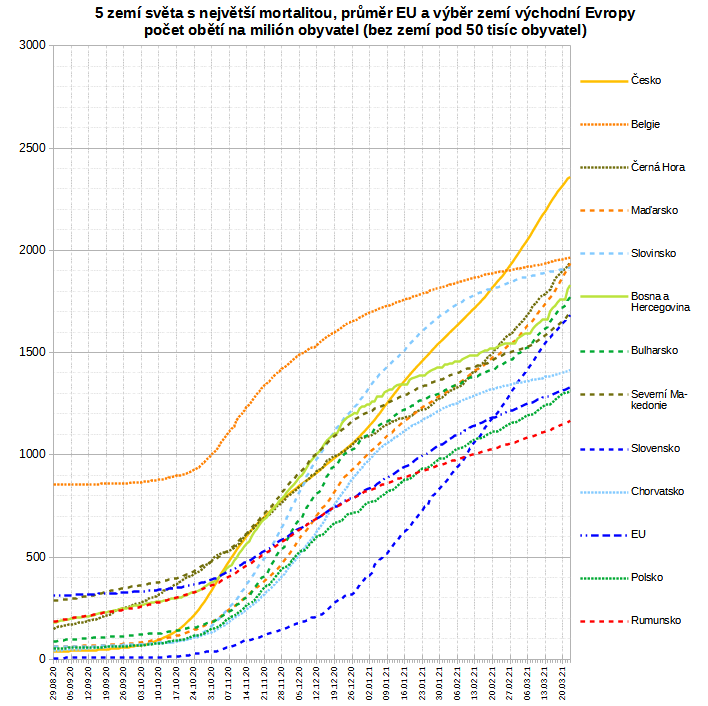 5 zemí světa s největší mortalitou, průměr EU a výběr zemí východní Evropy
počet obětí na milión obyvatel (bez zemí pod 50 tisíc obyvatel)
3000
2500
2000
1500
1000
500
0
Česko
Belgie
Černá Hora
Maďarsko
Slovinsko
Bosna a
Hercegovina
Bulharsko
Severní Ma-
kedonie
Slovensko
Chorvatsko
EU
Polsko
Rumunsko
29.08.20
05.09.20
12.09.20
19.09.20
26.09.20
03.10.20
10.10.20
17.10.20
24.10.20
31.10.20
07.11.20
14.11.20
21.11.20
28.11.20
05.12.20
12.12.20
19.12.20
26.12.20
02.01.21
09.01.21
16.01.21
23.01.21
30.01.21
06.02.21
13.02.21
20.02.21
27.02.21
06.03.21
13.03.21
20.03.21